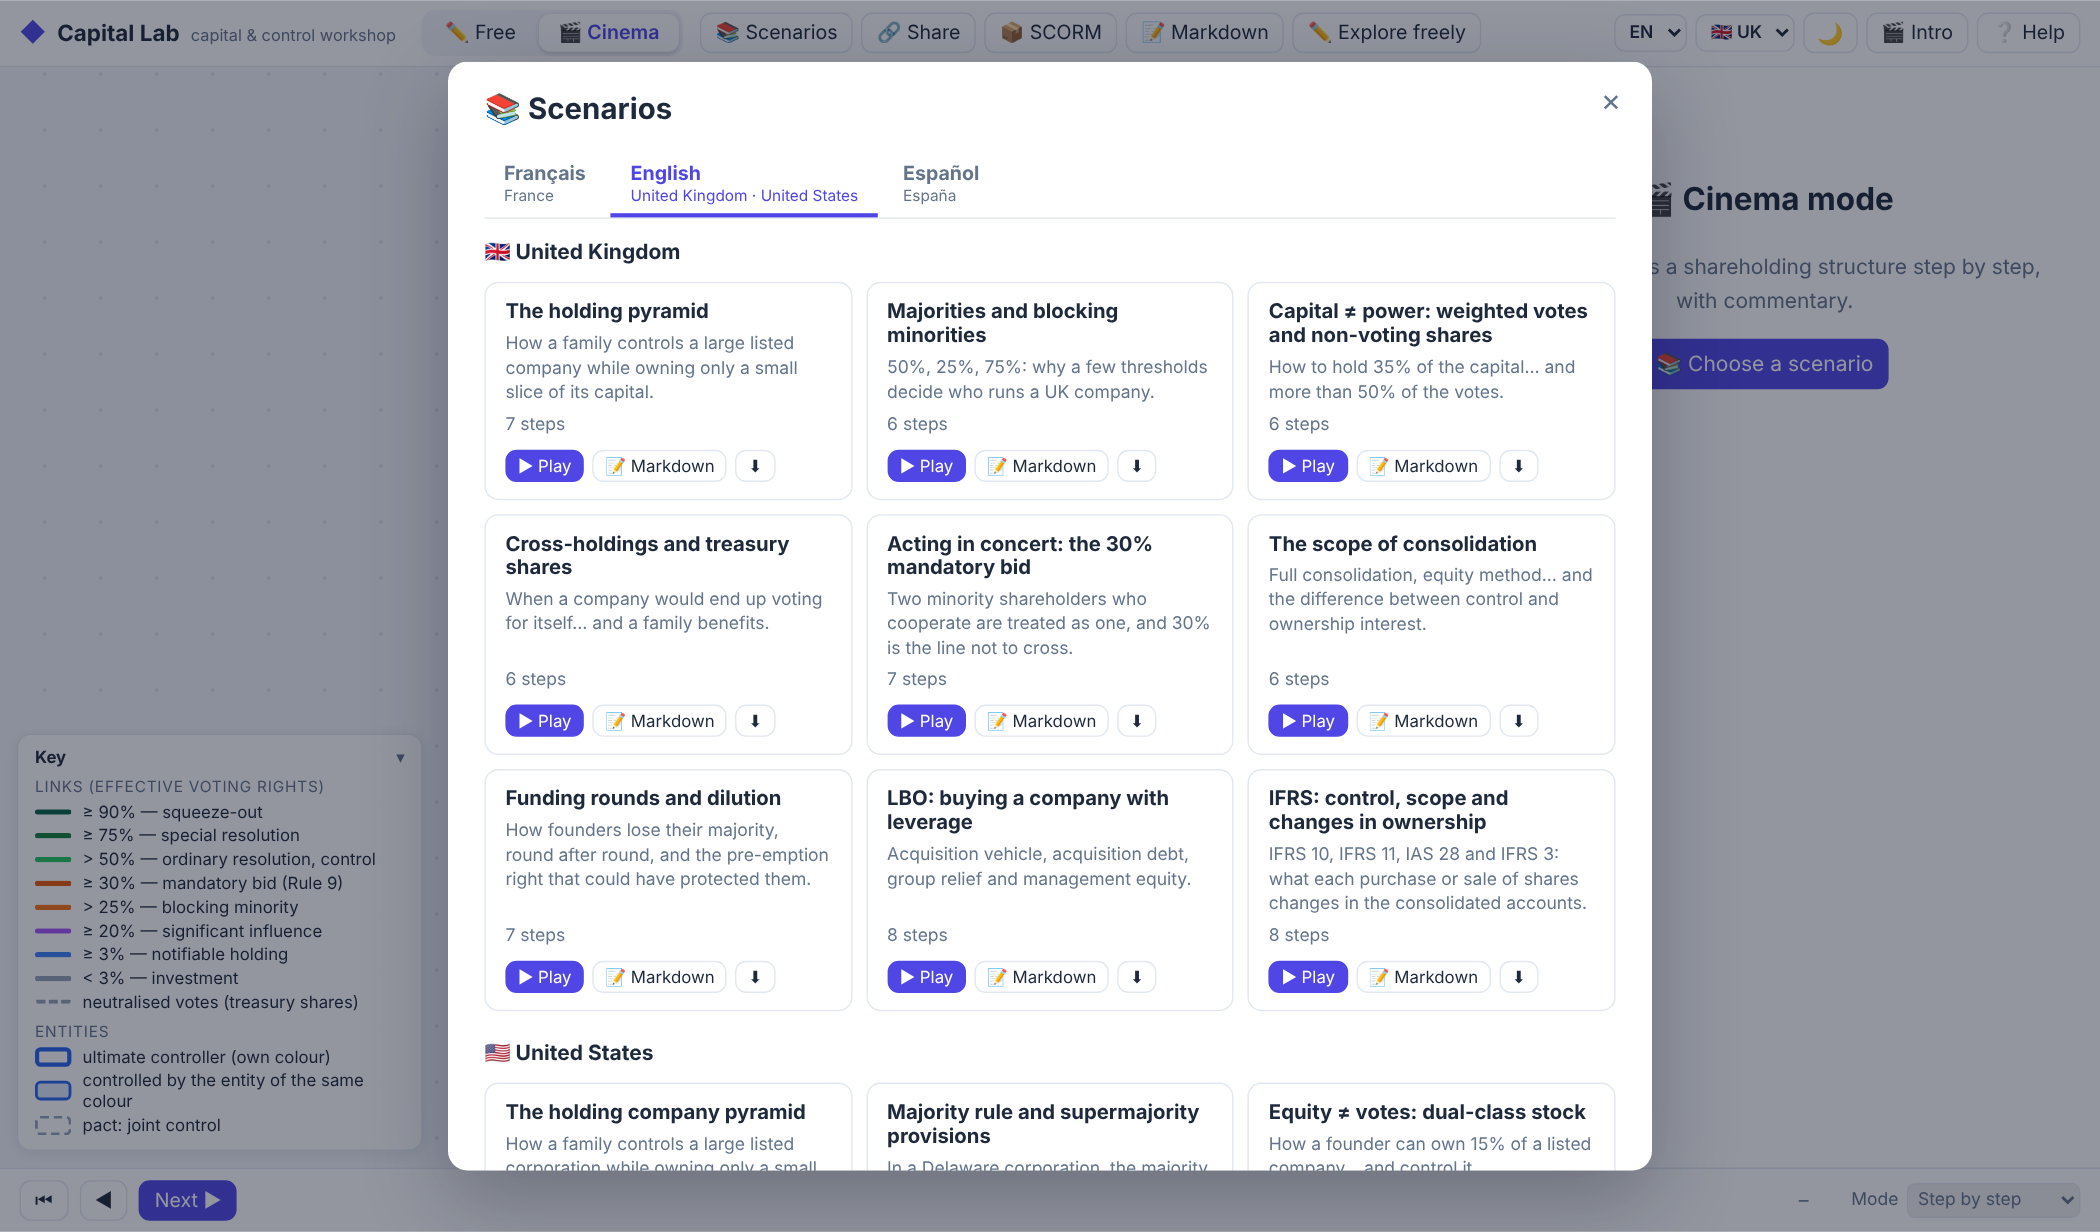 Capital Lab capital & control workshop
Free
Cinema
Scenarios
Share
SCORM
Markdown
Explore freely
EN
UK
Intro
Help
Scenarios
✕
Français
France
English
United Kingdom · United States
Español
España
United Kingdom
The holding pyramid
How a family controls a large listed
company while owning only a small
slice of its capital.
7 steps
▶ Play
Markdown
⬇
Majorities and blocking
minorities
50%, 25%, 75%: why a few thresholds
decide who runs a UK company.
6 steps
▶ Play
Markdown
⬇
Capital ≠ power: weighted votes
and non-voting shares
How to hold 35% of the capital... and
more than 50% of the votes.
6 steps
▶ Play
Markdown
⬇
Cross-holdings and treasury
shares
When a company would end up voting
for itself... and a family benefits.
6 steps
▶ Play
Markdown
⬇
Acting in concert: the 30%
mandatory bid
Two minority shareholders who
cooperate are treated as one, and 30%
is the line not to cross.
7 steps
▶ Play
Markdown
⬇
The scope of consolidation
Full consolidation, equity method... and
the difference between control and
ownership interest.
6 steps
▶ Play
Markdown
⬇
Funding rounds and dilution
How founders lose their majority,
round after round, and the pre-emption
right that could have protected them.
7 steps
▶ Play
Markdown
⬇
LBO: buying a company with
leverage
Acquisition vehicle, acquisition debt,
group relief and management equity.
8 steps
▶ Play
Markdown
⬇
IFRS: control, scope and
changes in ownership
IFRS 10, IFRS 11, IAS 28 and IFRS 3:
what each purchase or sale of shares
changes in the consolidated accounts.
8 steps
▶ Play
Markdown
⬇
United States
The holding company pyramid
How a family controls a large listed
corporation while owning only a small
Majority rule and supermajority
provisions
In a Delaware corporation, the majority
Equity ≠ votes: dual-class stock
How a founder can own 15% of a listed
company... and control it.
Cinema mode
s a shareholding structure step by step,
with commentary.
Choose a scenario
Key
LINKS (EFFECTIVE VOTING RIGHTS)
≥ 90% — squeeze-out
≥ 75% — special resolution
> 50% — ordinary resolution, control
≥ 30% — mandatory bid (Rule 9)
> 25% — blocking minority
≥ 20% — significant influence
≥ 3% — notifiable holding
< 3% — investment
neutralised votes (treasury shares)
ENTITIES
ultimate controller (own colour)
controlled by the entity of the same
colour
pact: joint control
Next ▶
–
Mode
Step by step